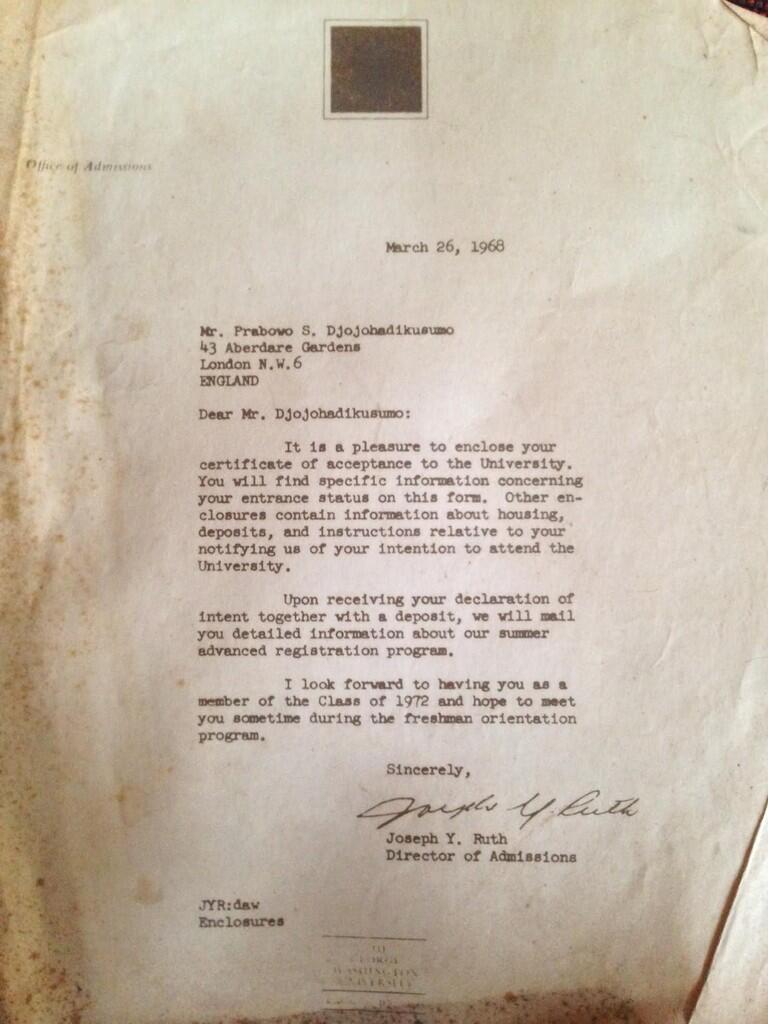 Office of Admissions
March 26, 1968
Mr. Prabowo S. Djojohadikusumo
43 Aberdare Gardens
London N.W.6
ENGLAND
Dear Mr. Djojohadikusumo:
It is a pleasure to enclose your
certificate of acceptance to the University.
You will find specific information concerning
your entrance status on this form. Other en-
closures contain information about housing,
deposits, and instructions relative to your
notifying us of your intention to attend the
University.
Upon receiving your declaration of
intent together with a deposit, we will mail
you detailed information about our summer
advanced registration program.
I look forward to having you as a
member of the Class of 1972 and hope to meet
you sometime during the freshman orientation
program.
Sincerely,
Joseph Y. Ruth
Joseph Y. Ruth
Director of Admissions
JYR:daw
Enclosures
WASHINGTON
UNIVERSITY